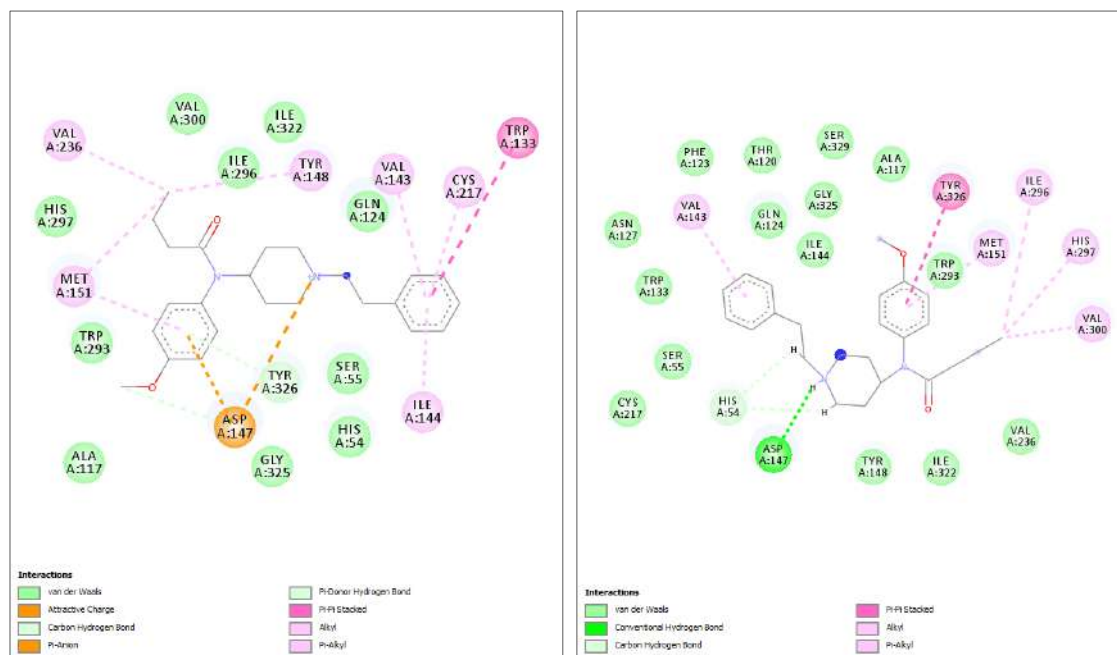 VAL
A:300
ILE
A:322
VAL
A:236
TRP
A:133
ILE
A:296
TYR
A:148
VAL
A:143
CYS
A:217
HIS
A:297
GLN
A:124
O
N
N+
MET
A:151
TRP
A:293
TYR
A:326
SER
A:55
O
ASP
A:147
ILE
A:144
HIS
A:54
ALA
A:117
GLY
A:325
Interactions
van der Waals
Attractive Charge
Carbon Hydrogen Bond
Pi-Anion
Pi-Donor Hydrogen Bond
Pi-Pi Stacked
Alkyl
Pi-Alkyl
SER
A:329
PHE
A:123
THR
A:120
ALA
A:117
TYR
A:326
ILE
A:296
VAL
A:143
GLY
A:325
ASN
A:127
GLN
A:124
ILE
A:144
MET
A:151
HIS
A:297
O
TRP
A:293
TRP
A:133
VAL
A:300
SER
A:55
H
N
N
H
H
O
CYS
A:217
HIS
A:54
VAL
A:236
ASP
A:147
TYR
A:148
ILE
A:322
Interactions
van der Waals
Conventional Hydrogen Bond
Carbon Hydrogen Bond
Pi-Pi Stacked
Alkyl
Pi-Alkyl